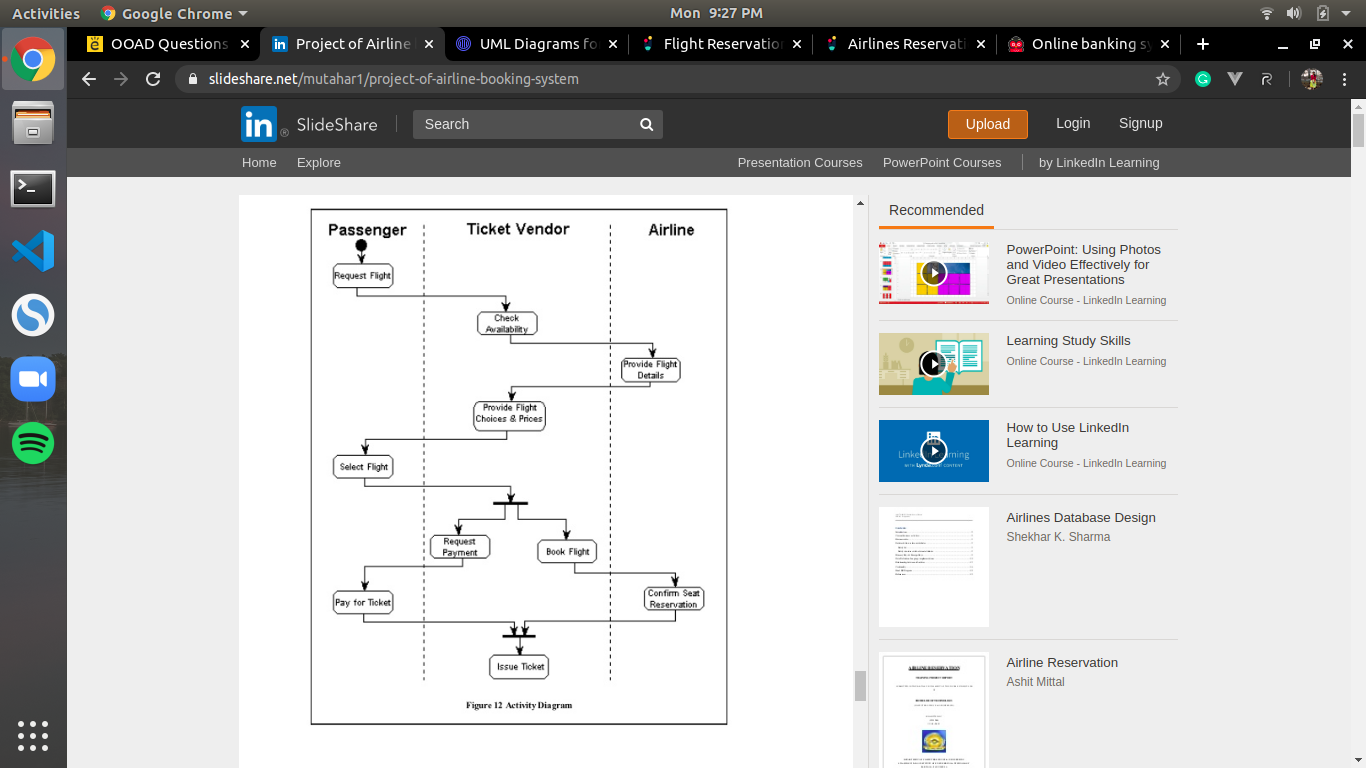 Activities
Google Chrome
Mon 9:27 PM
OOAD Questions
Project of Airline
UML Diagrams fo
Flight Reservation
Airlines Reservati
Online banking sy
slideshare.net/mutahar1/project-of-airline-booking-system
in ® SlideShare
Search
Upload
Login
Signup
Home
Explore
Presentation Courses
PowerPoint Courses
by LinkedIn Learning
Passenger
Ticket Vendor
Airline
Request Flight
Check
Availability
Provide Flight
Details
Provide Flight
Choices & Prices
Select Flight
Request
Payment
Book Flight
Pay for Ticket
Confirm Seat
Reservation
Issue Ticket
Figure 12 Activity Diagram
Recommended
PowerPoint: Using Photos
and Video Effectively for
Great Presentations
Online Course - LinkedIn Learning
Learning Study Skills
Online Course - LinkedIn Learning
How to Use LinkedIn
Learning
Online Course - LinkedIn Learning
Airlines Database Design
Shekhar K. Sharma
AIRLINE RESERVATION
Airline Reservation
Ashit Mittal